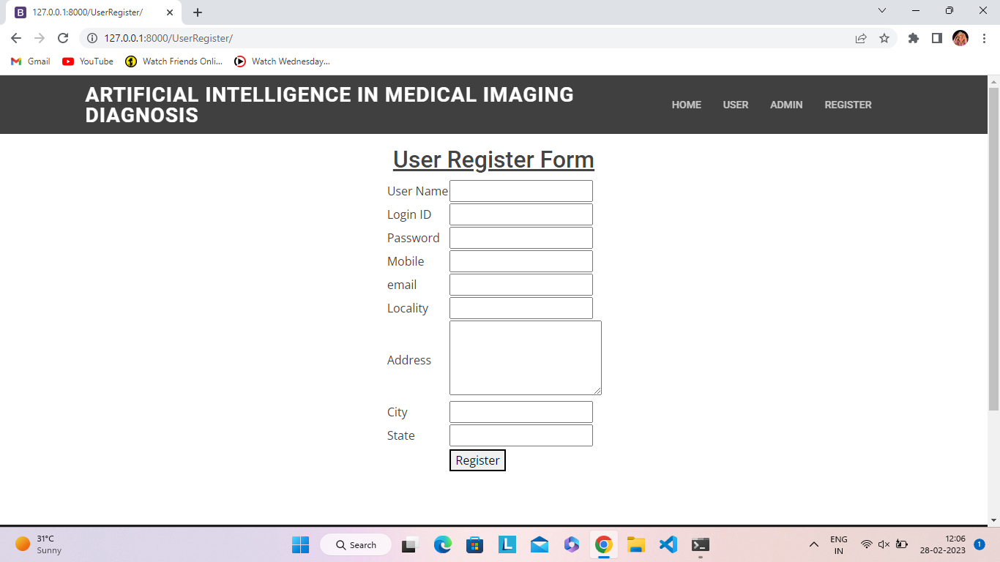 127.0.0.1:8000/UserRegister/
127.0.0.1:8000/UserRegister/
Gmail YouTube Watch Friends Onli... Watch Wednesday...
ARTIFICIAL INTELLIGENCE IN MEDICAL IMAGING
DIAGNOSIS
HOME USER ADMIN REGISTER
User Register Form
User Name
Login ID
Password
Mobile
email
Locality
Address
City
State
Register
31°C
Sunny
Search
ENG
IN
12:06
28-02-2023
1